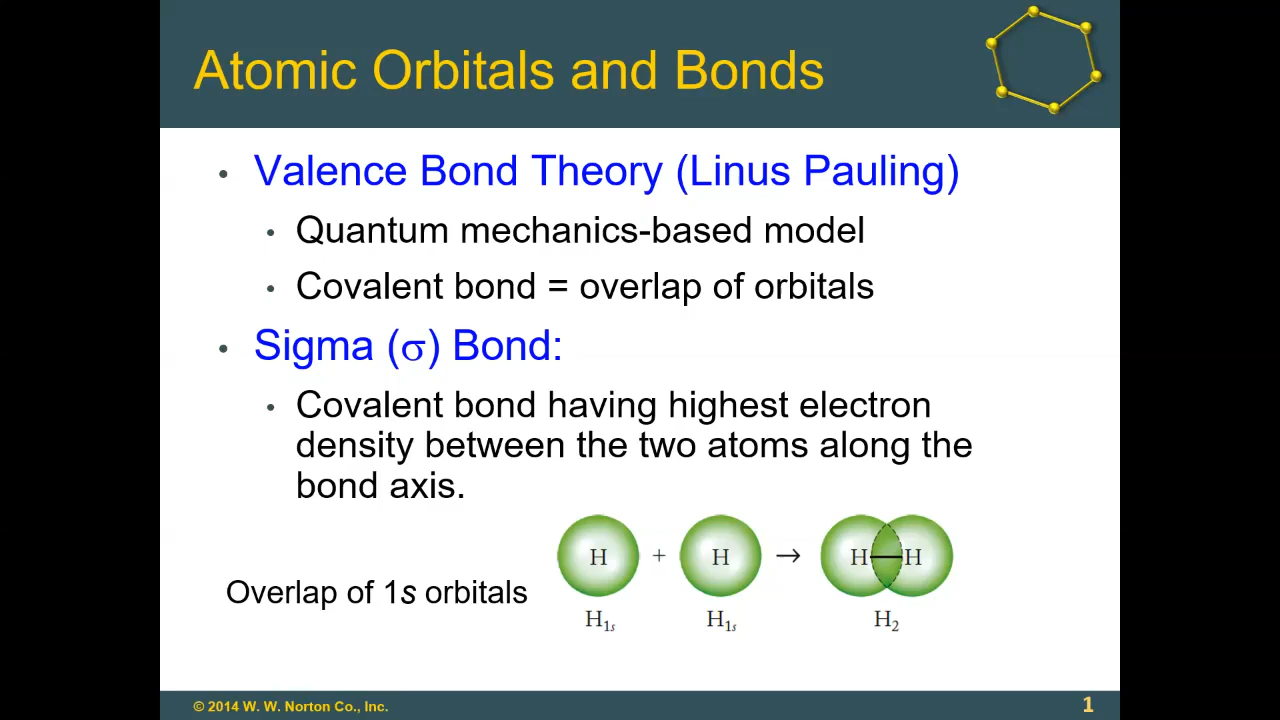 Atomic Orbitals and Bonds
• Valence Bond Theory (Linus Pauling)
• Quantum mechanics-based model
• Covalent bond = overlap of orbitals
• Sigma (σ) Bond:
• Covalent bond having highest electron
density between the two atoms along the
bond axis.
H + H → H—H
Overlap of 1s orbitals
H1s H1s H2
© 2014 W. W. Norton Co., Inc.
1